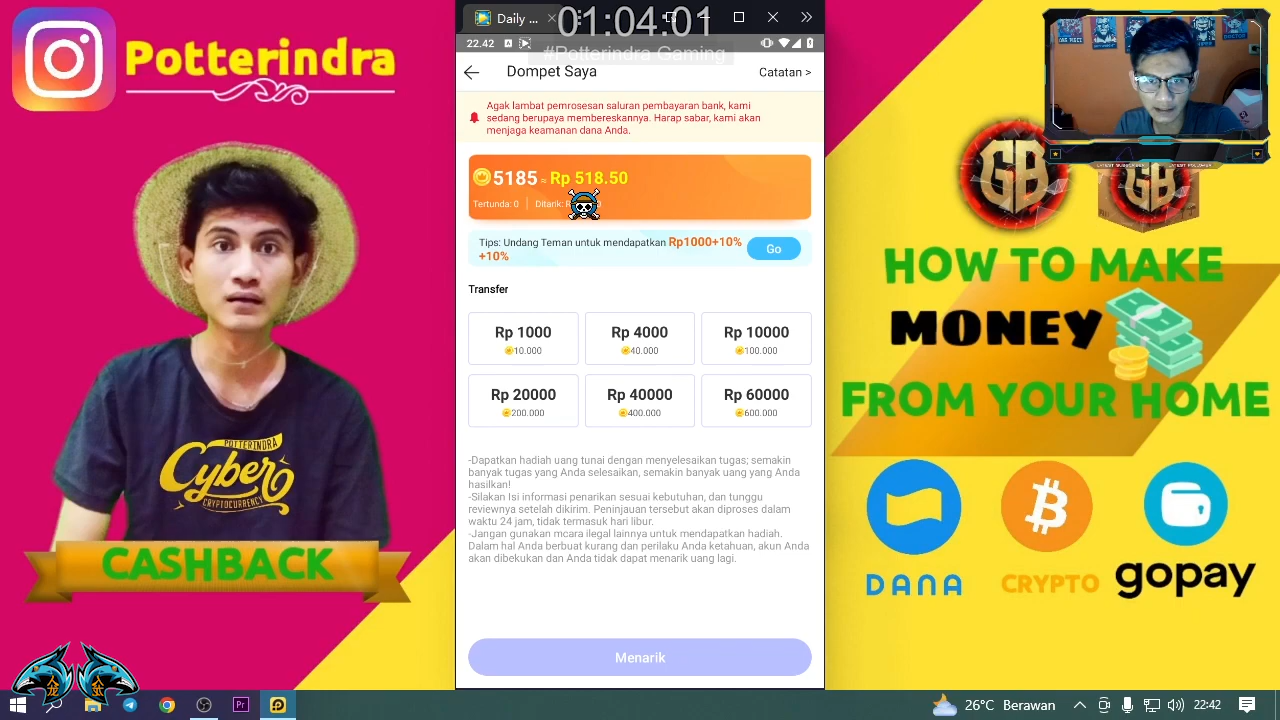 Potterindra
POTTERINDRA
Cyber
CRYPTOCURRENCY
CASHBACK
Daily ...
01:04:01
22.42
#Potterindra Gaming
Dompet Saya
Catatan >
Agak lambat pemrosesan saluran pembayaran bank, kami
sedang berupaya membereskannya. Harap sabar, kami akan
menjaga keamanan dana Anda.
5185 ≈ Rp 518.50
Tertunda: 0 | Ditarik:
Tips: Undang Teman untuk mendapatkan Rp1000+10%
+10%
Go
Transfer
Rp 1000
10.000
Rp 4000
40.000
Rp 10000
100.000
Rp 20000
200.000
Rp 40000
400.000
Rp 60000
600.000
-Dapatkan hadiah uang tunai dengan menyelesaikan tugas; semakin
banyak tugas yang Anda selesaikan, semakin banyak uang yang Anda
hasilkan!
-Silakan Isi informasi penarikan sesuai kebutuhan, dan tunggu
reviewnya setelah dikirim. Peninjauan tersebut akan diproses dalam
waktu 24 jam, tidak termasuk hari libur.
-Jangan gunakan mcara ilegal lainnya untuk mendapatkan hadiah.
Dalam hal Anda berbuat kurang dan perilaku Anda ketahuan, akun Anda
akan dibekukan dan Anda tidak dapat menarik uang lagi.
Menarik
GB
GB
HOW TO MAKE
MONEY
FROM YOUR HOME
DANA
CRYPTO
gopay
26°C Berawan
22:42